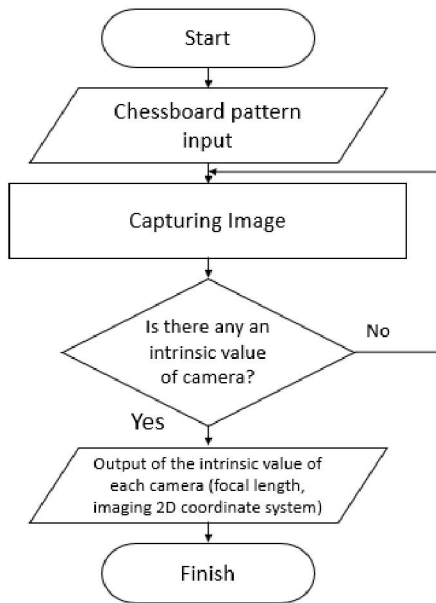 Start
Chessboard pattern
input
Capturing Image
Is there any an
intrinsic value
of camera?
No
Yes
Output of the intrinsic value of
each camera (focal length,
imaging 2D coordinate system)
Finish